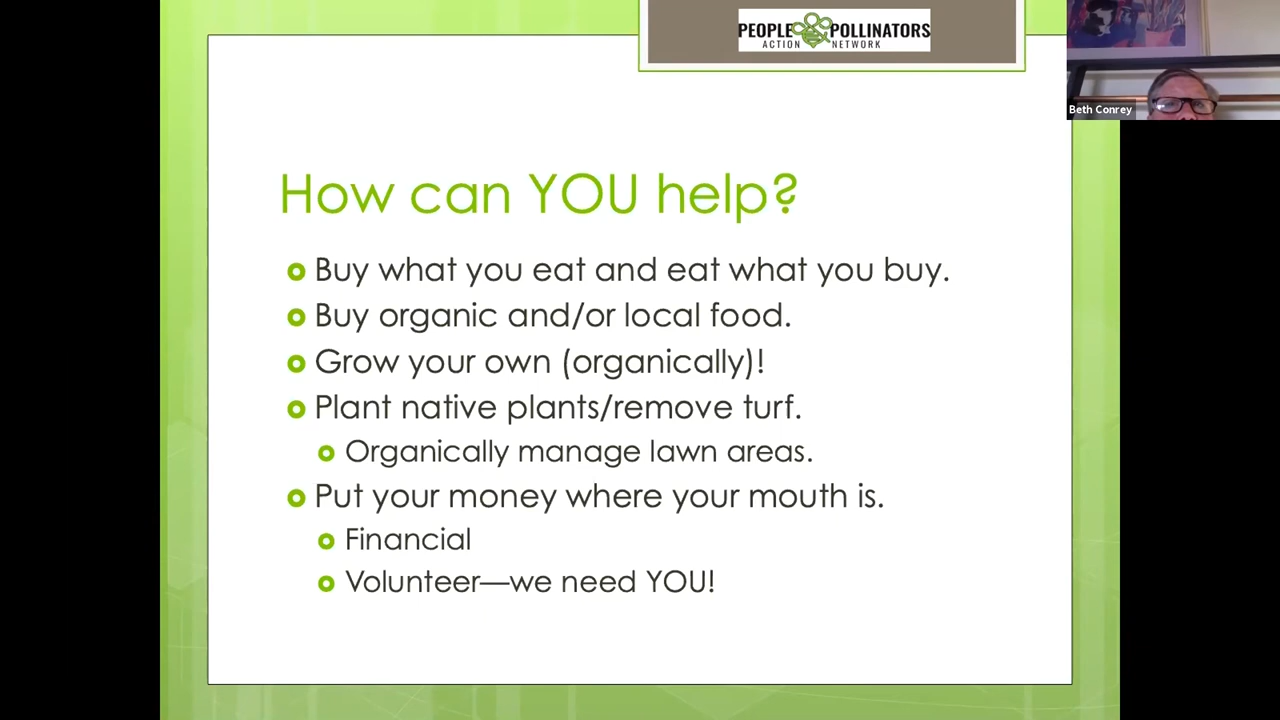 PEOPLE POLLINATORS
ACTION NETWORK
Beth Conrey
How can YOU help?
Buy what you eat and eat what you buy.
Buy organic and/or local food.
Grow your own (organically)!
Plant native plants/remove turf.
Organically manage lawn areas.
Put your money where your mouth is.
Financial
Volunteer—we need YOU!